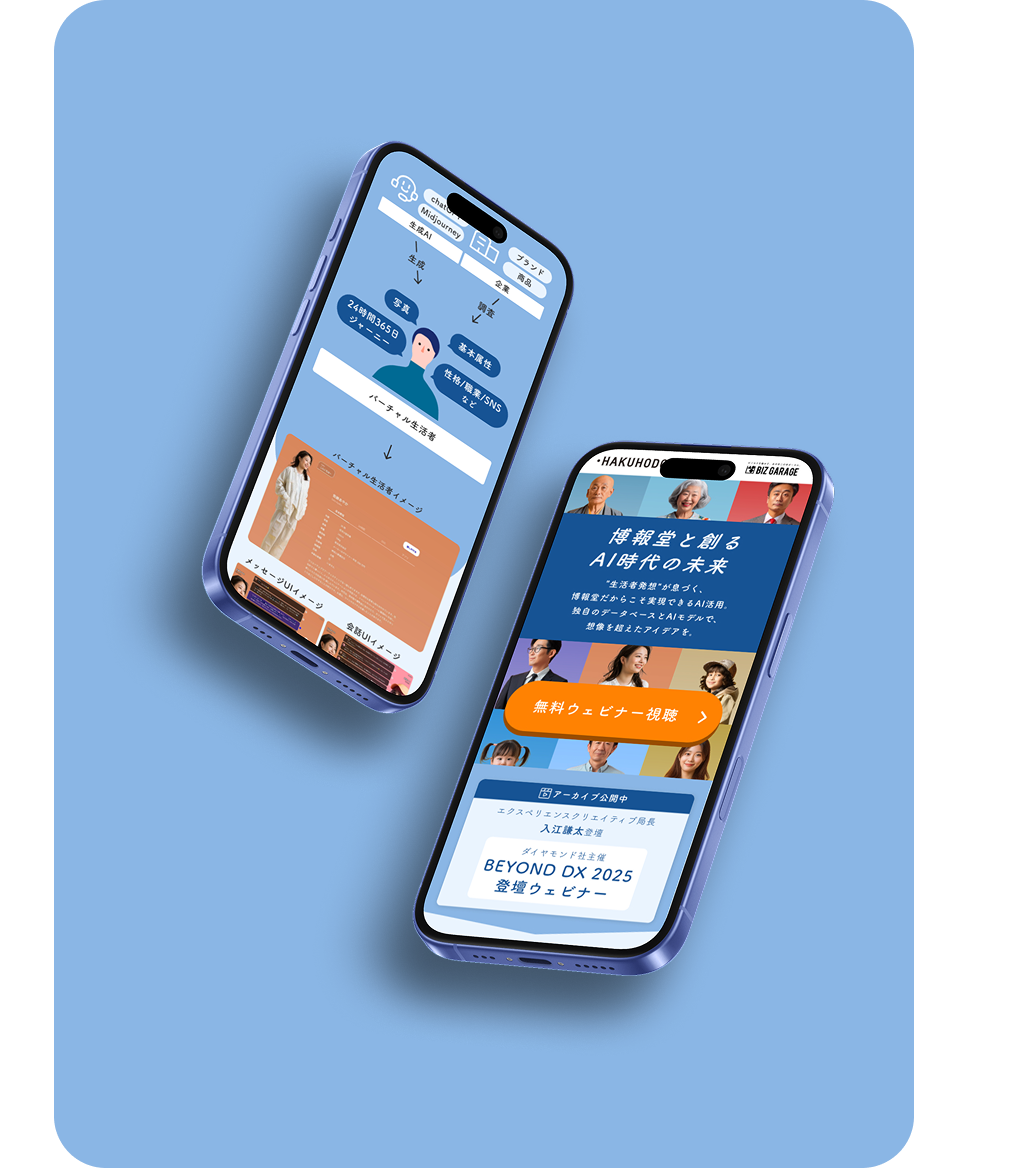 chatGPT
Midjourney
生成AI
ブランド
商品
企業
生成
調査
写真
24時間365日
ジャーニー
基本属性
性格/職業/SNS
など
バーチャル生活者
バーチャル生活者イメージ
メッセージUIイメージ
会話UIイメージ
・HAKUHODO
BIZ GARAGE
博報堂と創る
AI時代の未来
"生活者発想"が息づく、
博報堂だからこそ実現できるAI活用。
独自のデータベースとAIモデルで、
想像を超えたアイデアを。
無料ウェビナー視聴
アーカイブ公開中
エクスペリエンスクリエイティブ局長
入江謙太登壇
ダイヤモンド社主催
BEYOND DX 2025
登壇ウェビナー